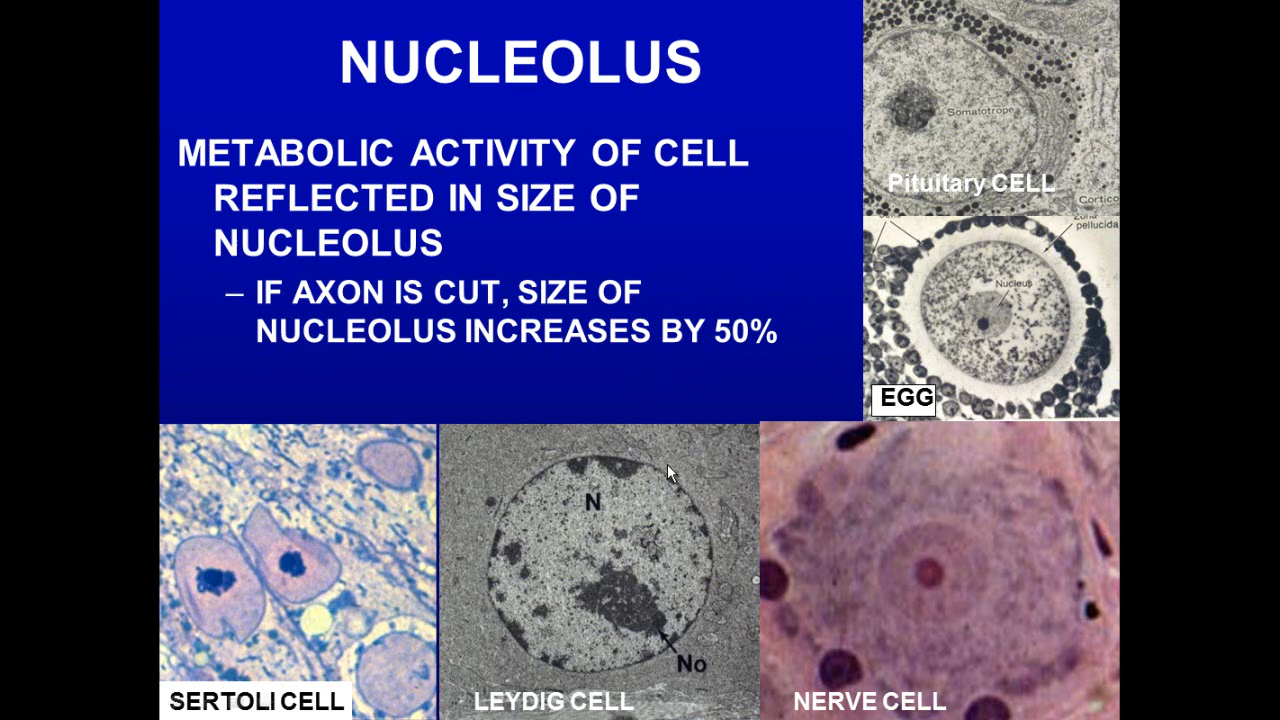 NUCLEOLUS
METABOLIC ACTIVITY OF CELL
REFLECTED IN SIZE OF
NUCLEOLUS
– IF AXON IS CUT, SIZE OF
NUCLEOLUS INCREASES BY 50%
Somatotrope
Pituitary CELL
Cortico
Zona
pellucida
Nucleus
EGG
N
No
SERTOLI CELL
LEYDIG CELL
NERVE CELL